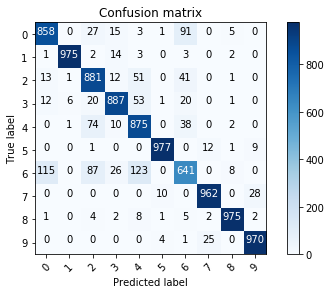 Confusion matrix
0 858 0 27 15 3 1 91 0 5 0
1 1 975 2 14 3 0 3 0 2 0
2 13 1 881 12 51 0 41 0 1 0
3 12 6 20 887 53 1 20 0 1 0
4 0 1 74 10 875 0 38 0 2 0
5 0 0 1 0 0 977 0 12 1 9
6 115 0 87 26 123 0 641 0 8 0
7 0 0 0 0 0 10 0 962 0 28
8 1 0 4 2 8 1 5 2 975 2
9 0 0 0 0 0 4 1 25 0 970
0 1 2 3 4 5 6 7 8 9
True label
Predicted label
800
600
400
200
0